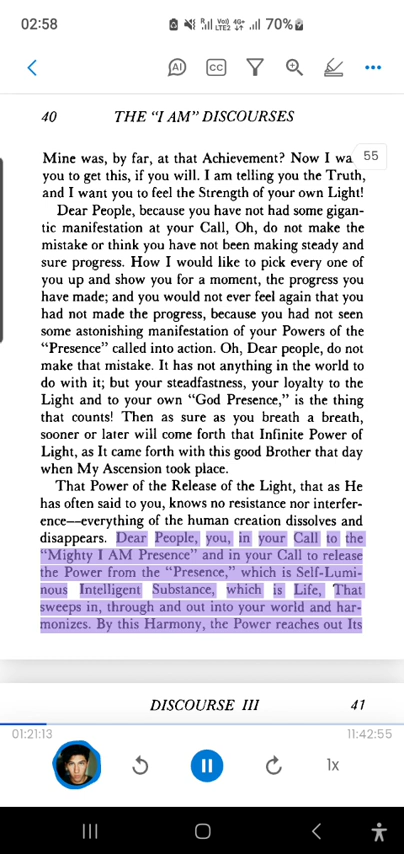 02:58
VoLTE2 4G+ 70%
AI CC
40 THE “I AM” DISCOURSES
55
Mine was, by far, at that Achievement? Now I wa
you to get this, if you will. I am telling you the Truth,
and I want you to feel the Strength of your own Light!
Dear People, because you have not had some gigan-
tic manifestation at your Call, Oh, do not make the
mistake or think you have not been making steady and
sure progress. How I would like to pick every one of
you up and show you for a moment, the progress you
have made; and you would not ever feel again that you
had not made the progress, because you had not seen
some astonishing manifestation of your Powers of the
“Presence” called into action. Oh, Dear people, do not
make that mistake. It has not anything in the world to
do with it; but your steadfastness, your loyalty to the
Light and to your own “God Presence,” is the thing
that counts! Then as sure as you breath a breath,
sooner or later will come forth that Infinite Power of
Light, as It came forth with this good Brother that day
when My Ascension took place.
That Power of the Release of the Light, that as He
has often said to you, knows no resistance nor interfer-
ence—everything of the human creation dissolves and
disappears. Dear People, you, in your Call to the
“Mighty I AM Presence” and in your Call to release
the Power from the “Presence,” which is Self-Lumi-
nous Intelligent Substance, which is Life, That
sweeps in, through and out into your world and har-
monizes. By this Harmony, the Power reaches out Its
DISCOURSE III 41
01:21:13 11:42:55
1x